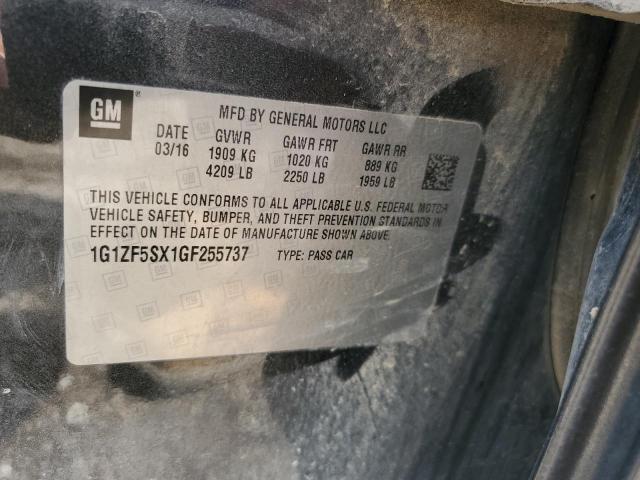 GM
MFD BY GENERAL MOTORS LLC
DATE GVWR GAWR FRT GAWR RR
03/16 1909 KG 1020 KG 889 KG
4209 LB 2250 LB 1959 LB
THIS VEHICLE CONFORMS TO ALL APPLICABLE U.S. FEDERAL MOTOR
VEHICLE SAFETY, BUMPER, AND THEFT PREVENTION STANDARDS IN
EFFECT ON THE DATE OF MANUFACTURE SHOWN ABOVE.
1G1ZF5SX1GF255737 TYPE: PASS CAR